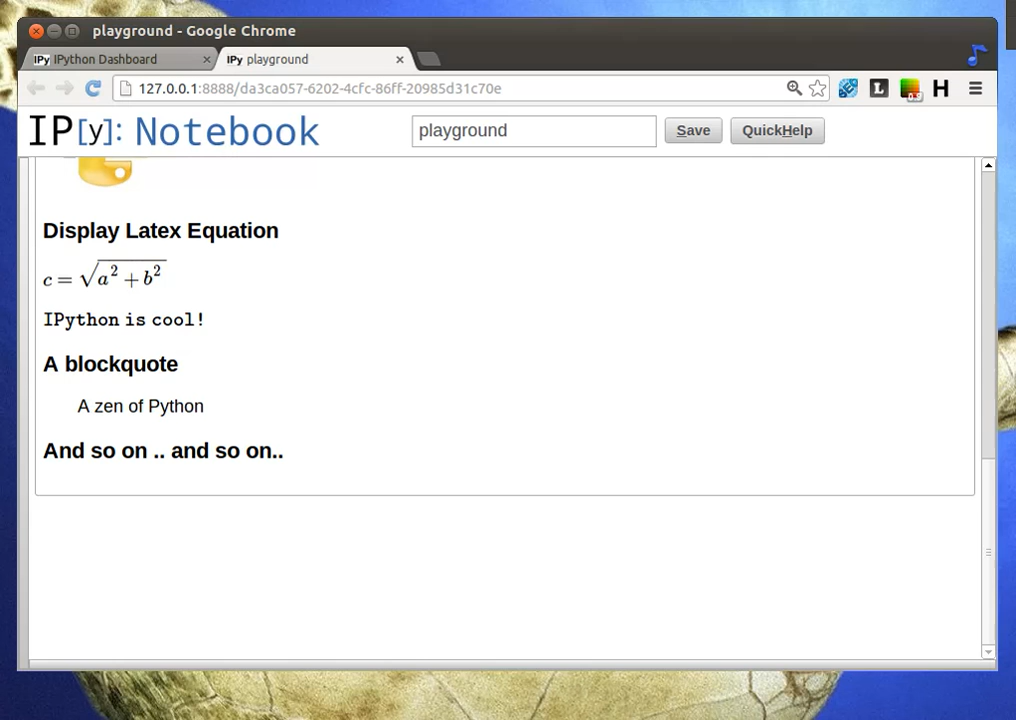 playground - Google Chrome
IPy IPython Dashboard
IPy playground
127.0.0.1:8888/da3ca057-6202-4cfc-86ff-20985d31c70e
L
0.5
H
IP[y]: Notebook
playground
Save
QuickHelp
Display Latex Equation
c = √a² + b²
IPython is cool!
A blockquote
A zen of Python
And so on .. and so on..